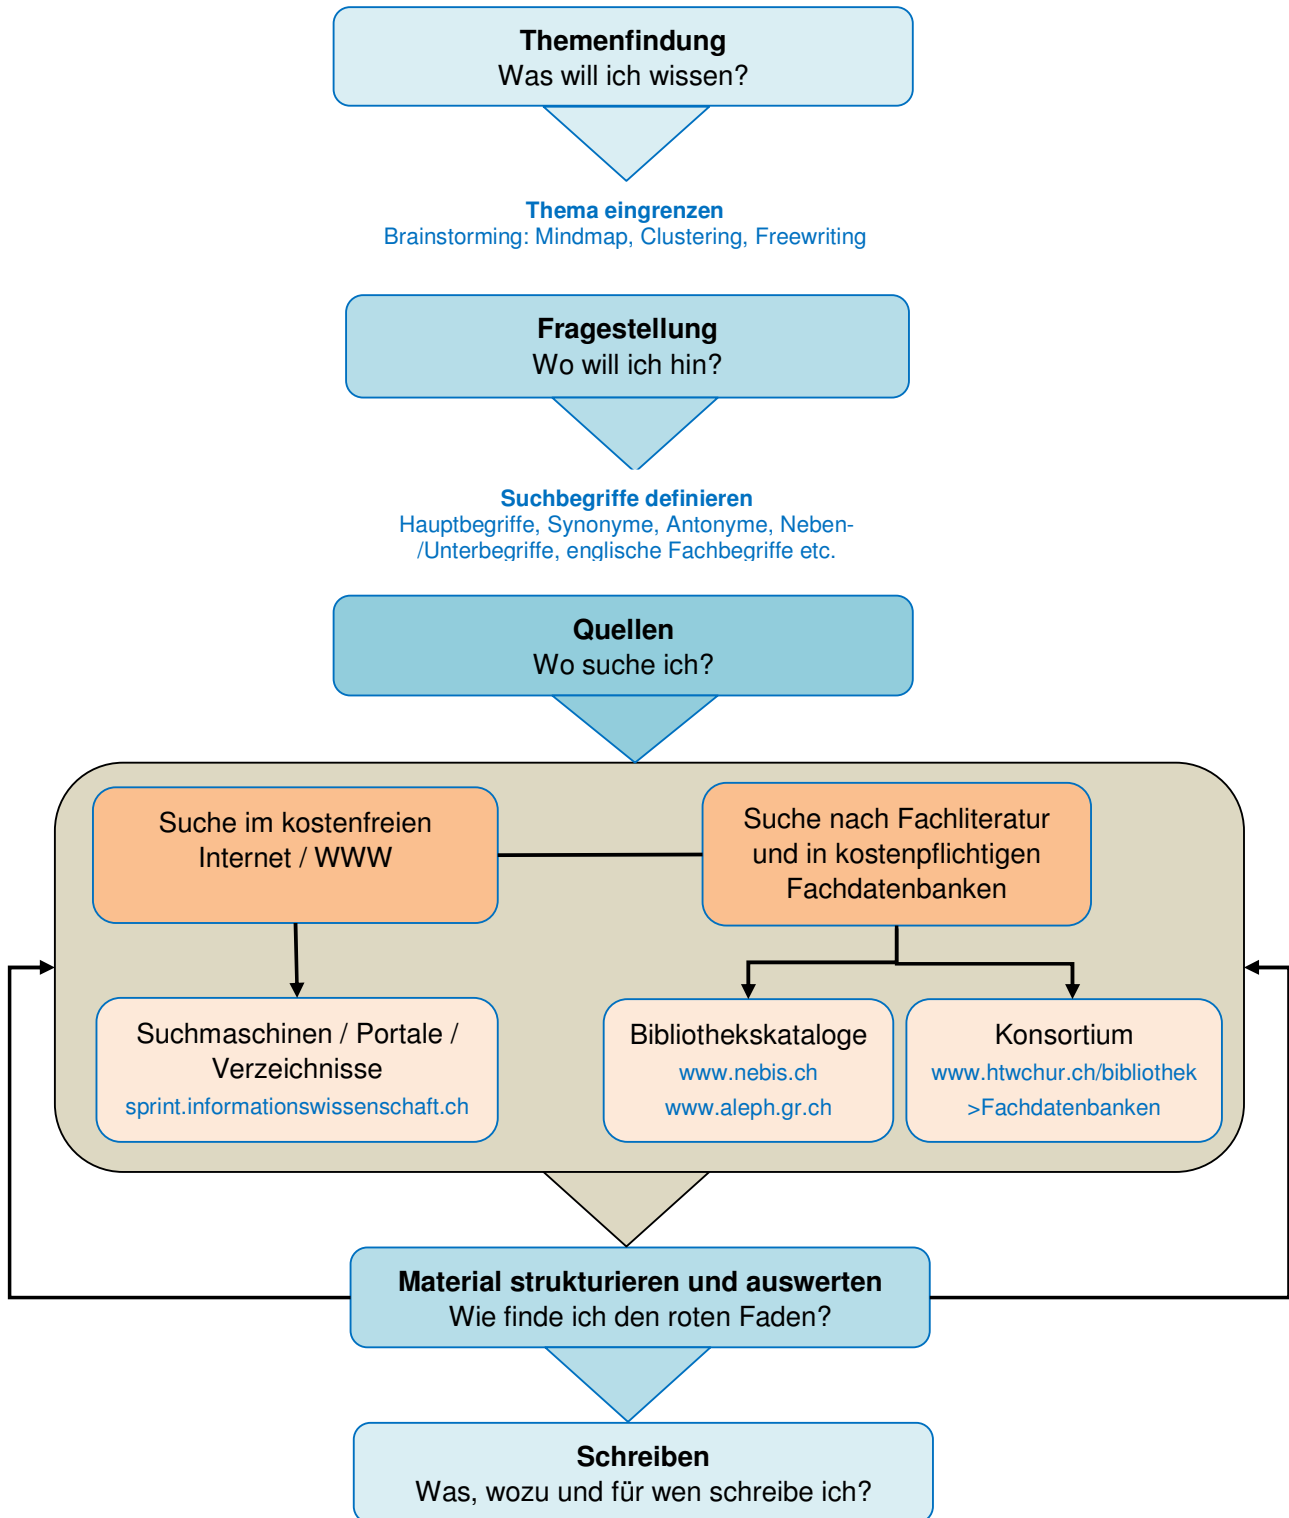 Themenfindung
Was will ich wissen?
Thema eingrenzen
Brainstorming: Mindmap, Clustering, Freewriting
Fragestellung
Wo will ich hin?
Suchbegriffe definieren
Hauptbegriffe, Synonyme, Antonyme, Neben-
/Unterbegriffe, englische Fachbegriffe etc.
Quellen
Wo suche ich?
Suche im kostenfreien
Internet / WWW
Suche nach Fachliteratur
und in kostenpflichtigen
Fachdatenbanken
Suchmaschinen / Portale /
Verzeichnisse
sprint.informationswissenschaft.ch
Bibliothekskataloge
www.nebis.ch
www.aleph.gr.ch
Konsortium
www.htwchur.ch/bibliothek
>Fachdatenbanken
Material strukturieren und auswerten
Wie finde ich den roten Faden?
Schreiben
Was, wozu und für wen schreibe ich?